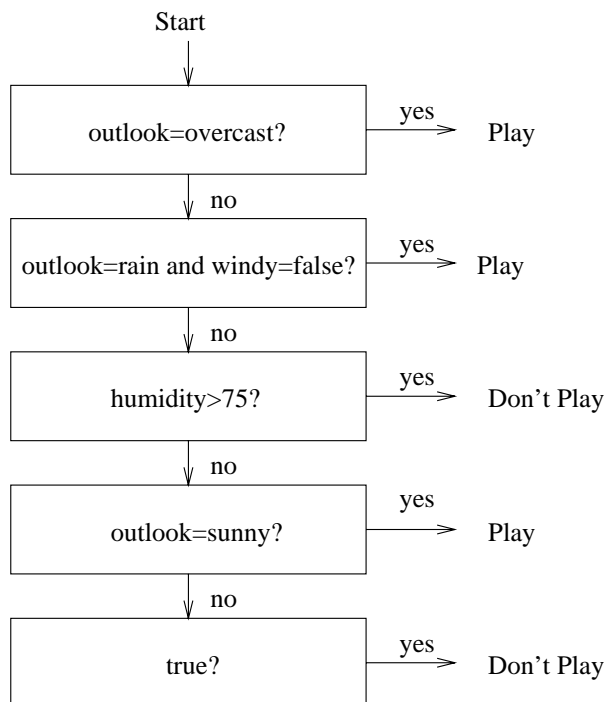 Start
outlook=overcast?
yes
Play
no
outlook=rain and windy=false?
yes
Play
no
humidity>75?
yes
Don't Play
no
outlook=sunny?
yes
Play
no
true?
yes
Don't Play